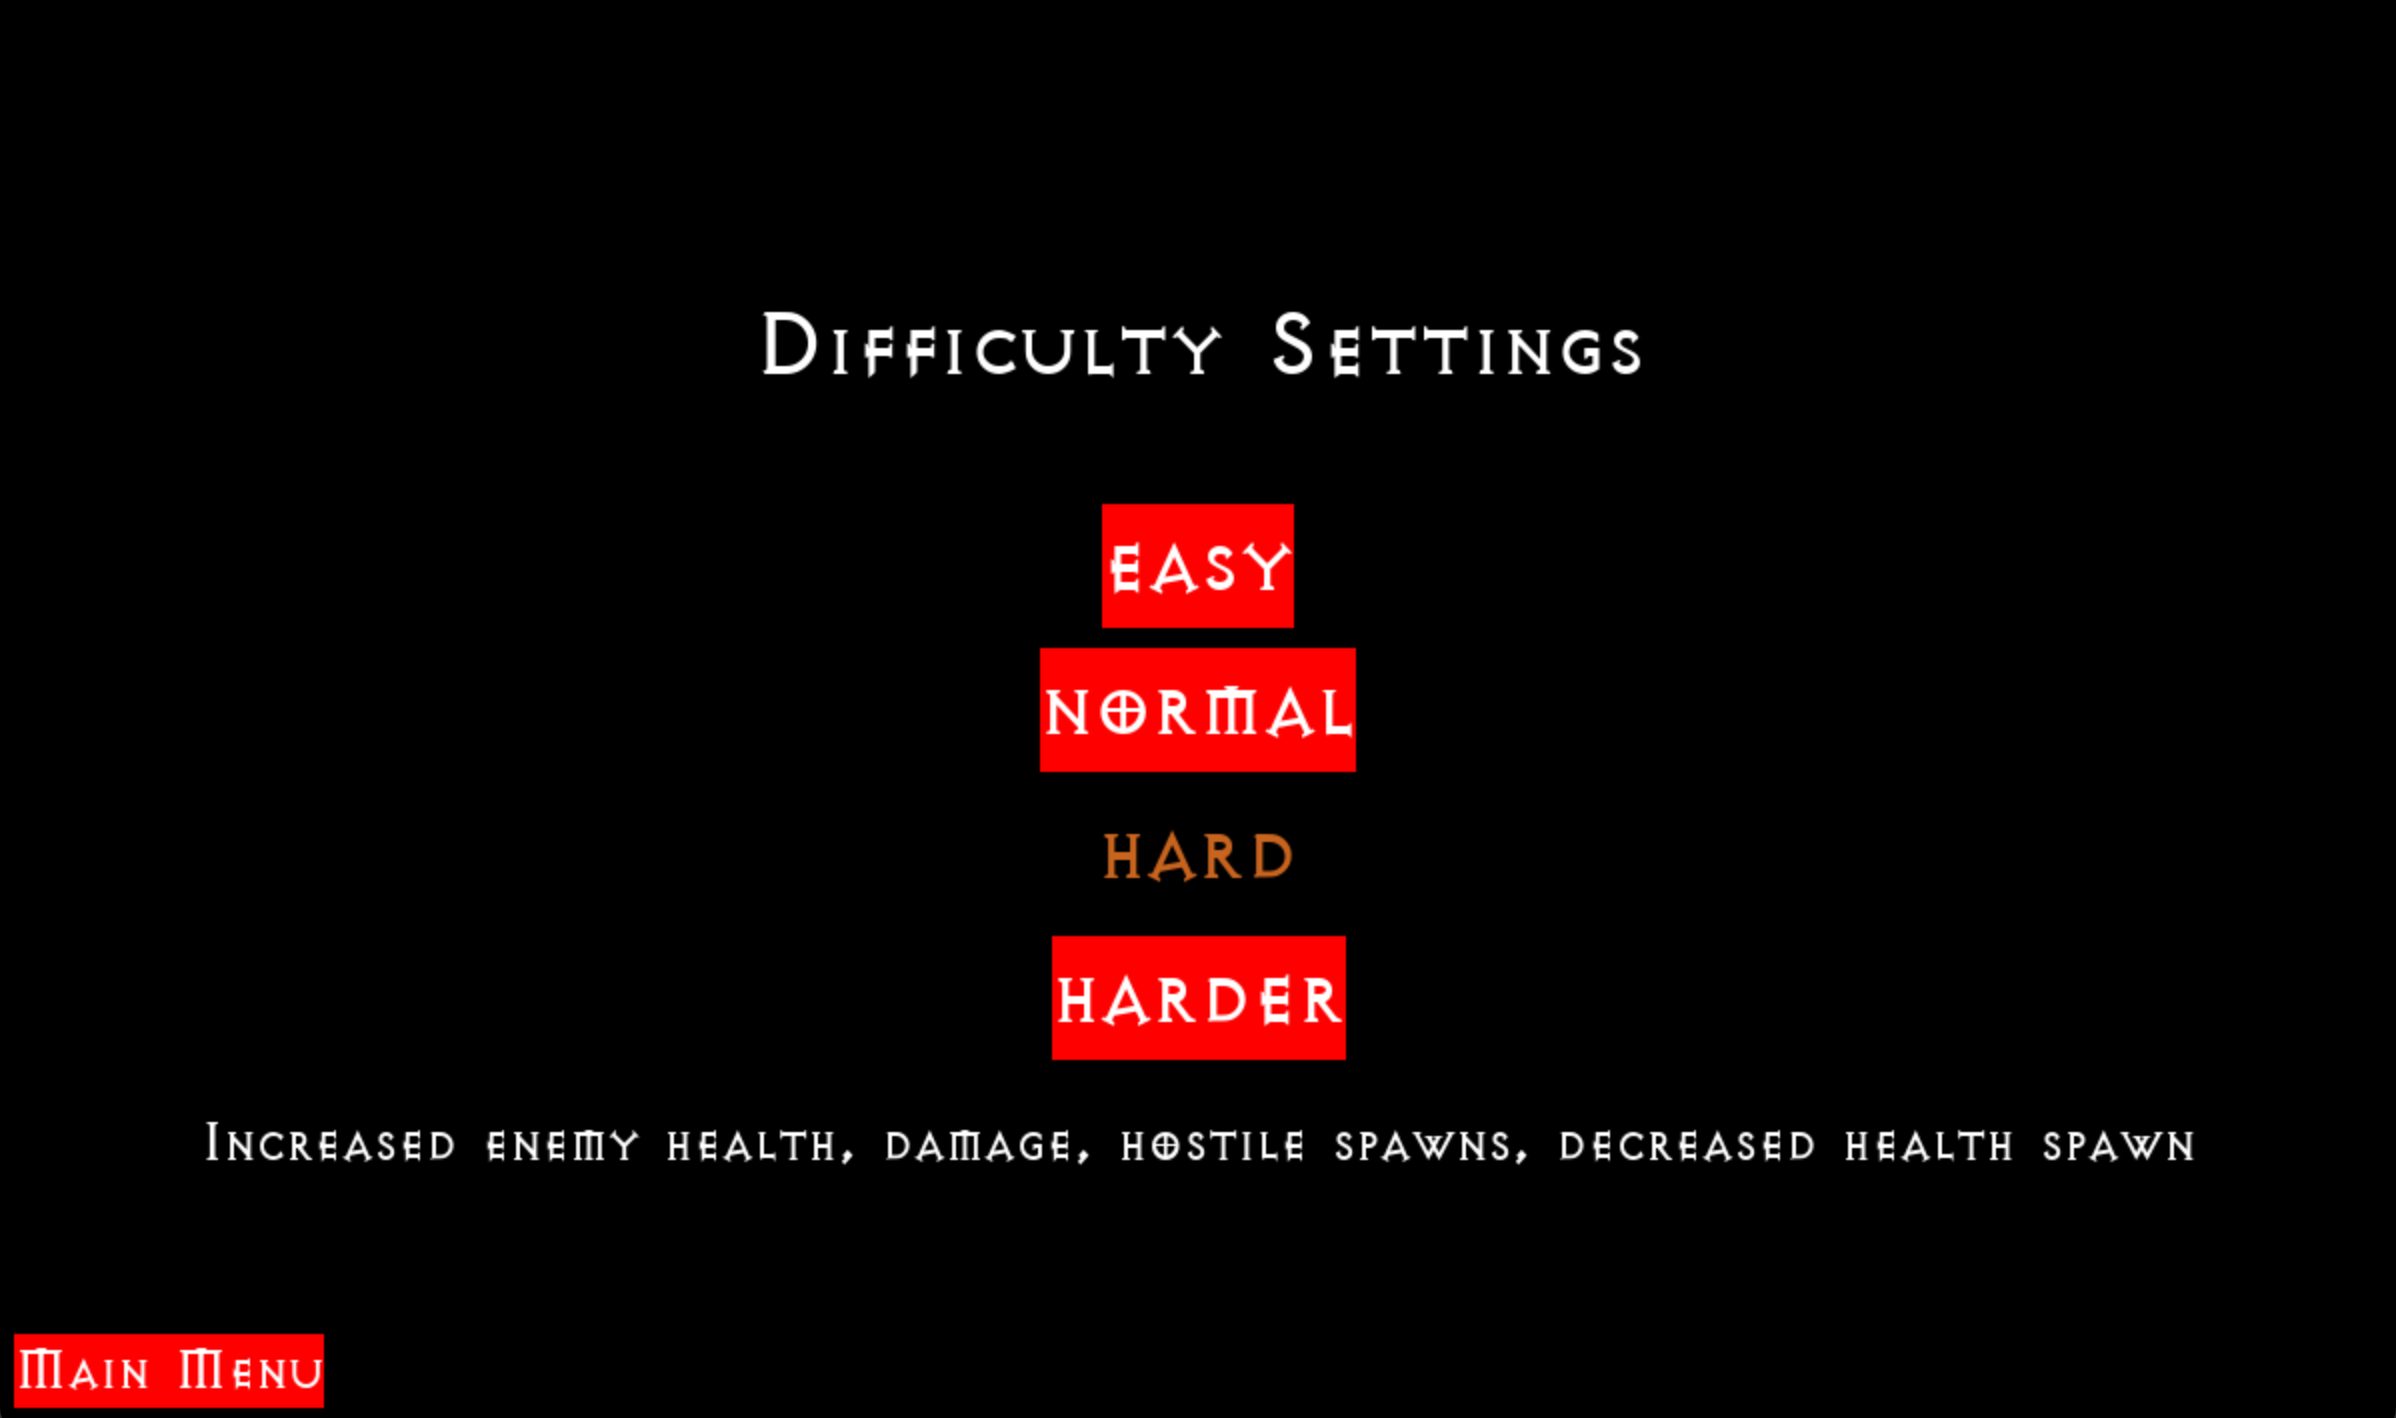 Difficulty Settings
easy
normal
hard
harder
Increased enemy health, damage, hostile spawns, decreased health spawn
Main Menu